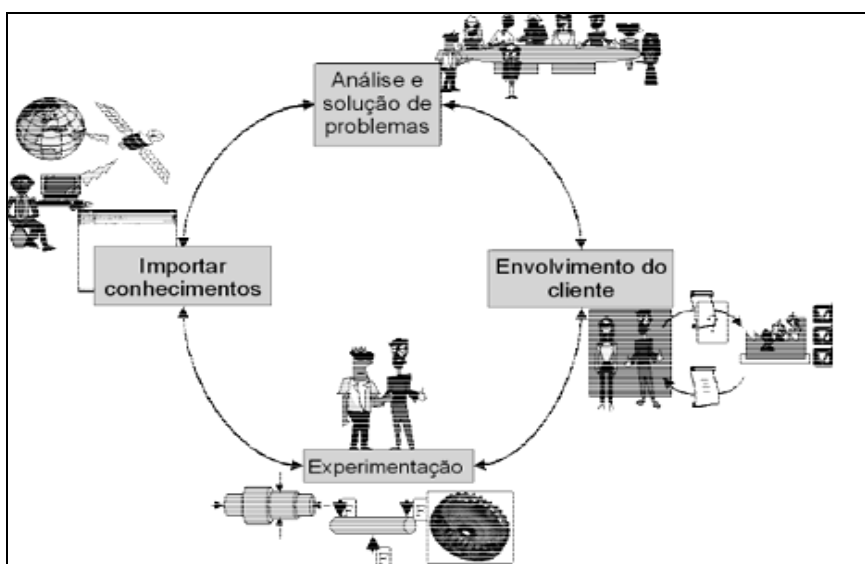 Análise e
solução de
problemas
Importar
conhecimentos
Envolvimento do
cliente
Experimentação